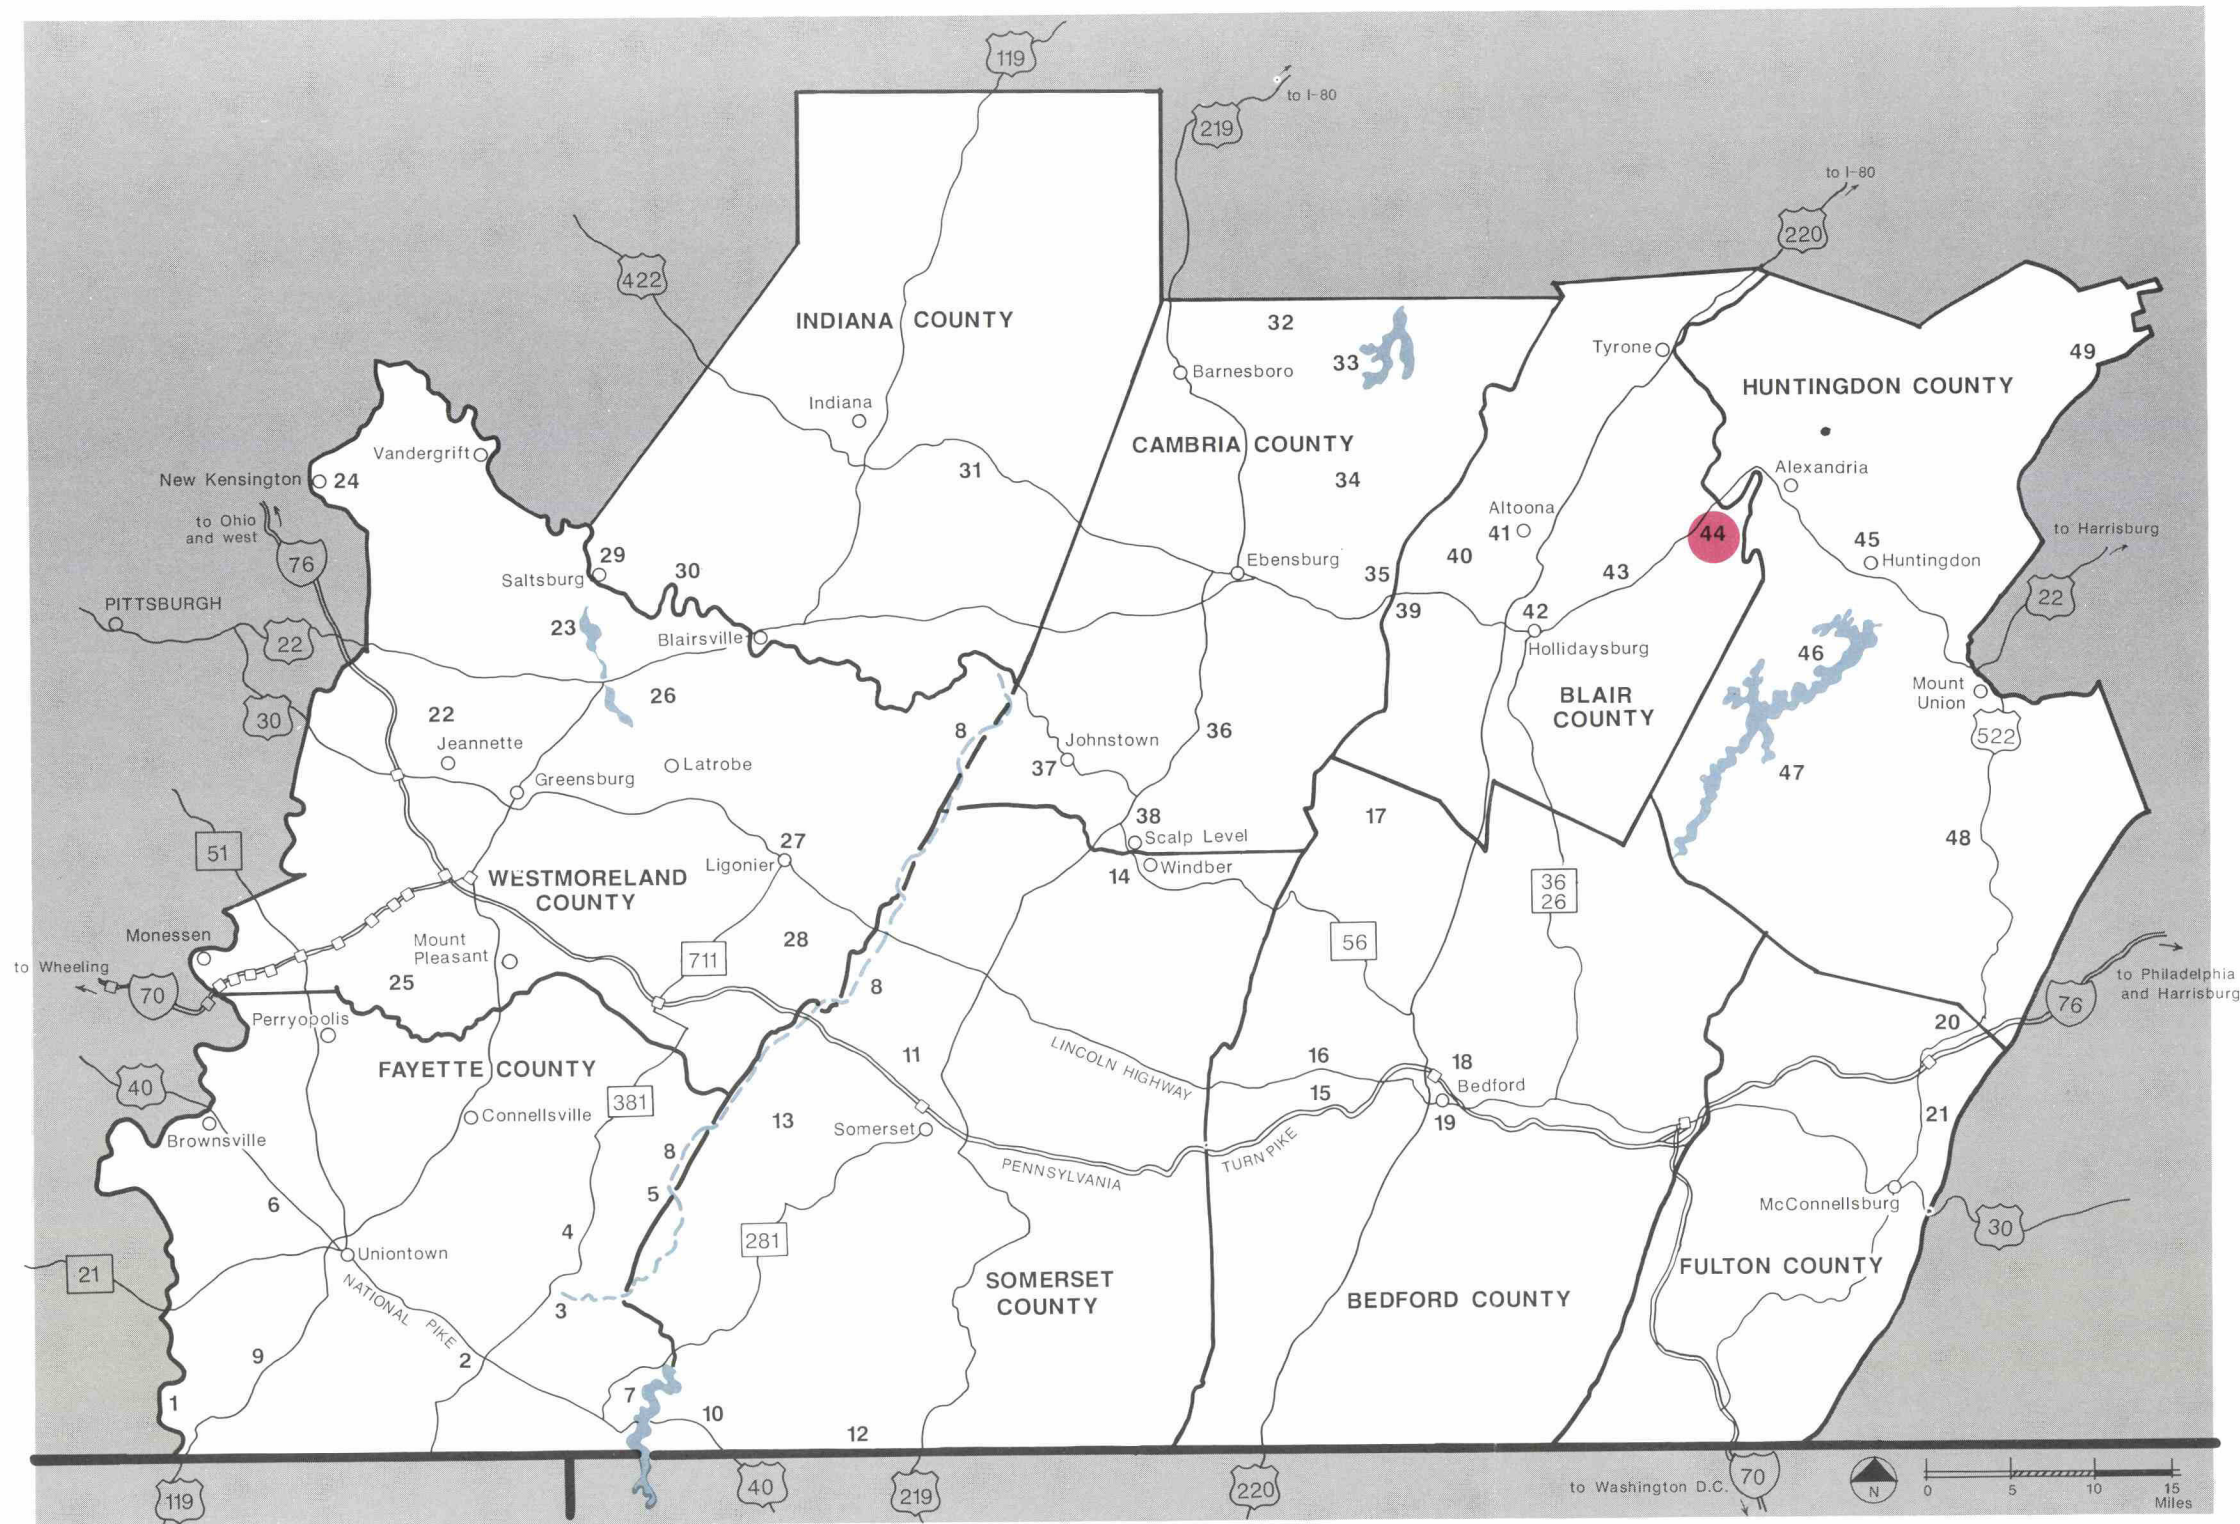 119
219
to I-80
to I-80
220
422
INDIANA COUNTY
32
33
Barnesboro
Tyrone
49
HUNTINGDON COUNTY
Indiana
CAMBRIA COUNTY
Vandergrift
31
34
Alexandria
New Kensington
24
to Ohio
and west
76
Altoona
41
44
45
Huntingdon
to Harrisburg
29
Saltsburg
30
Ebensburg
35
40
43
22
PITTSBURGH
22
23
Blairsville
39
42
Hollidaysburg
46
30
26
BLAIR
COUNTY
Mount
Union
22
Jeannette
8
Johnstown
36
522
37
47
Latrobe
Greensburg
51
27
Ligonier
38
Scalp Level
17
48
WESTMORELAND
COUNTY
14
Windber
36
26
Monessen
Mount
Pleasant
28
711
56
to Wheeling
70
25
8
to Philadelphia
and Harrisburg
76
Perryopolis
20
FAYETTE COUNTY
11
LINCOLN HIGHWAY
16
18
Bedford
40
381
Connellsville
13
Somerset
15
19
21
Brownsville
8
PENNSYLVANIA
TURNPIKE
6
5
McConnellsburg
4
281
30
21
Uniontown
FULTON COUNTY
NATIONAL PIKE
3
SOMERSET
COUNTY
BEDFORD COUNTY
9
2
1
7
10
12
119
40
219
220
to Washington D.C.
70
N
0
5
10
15
Miles